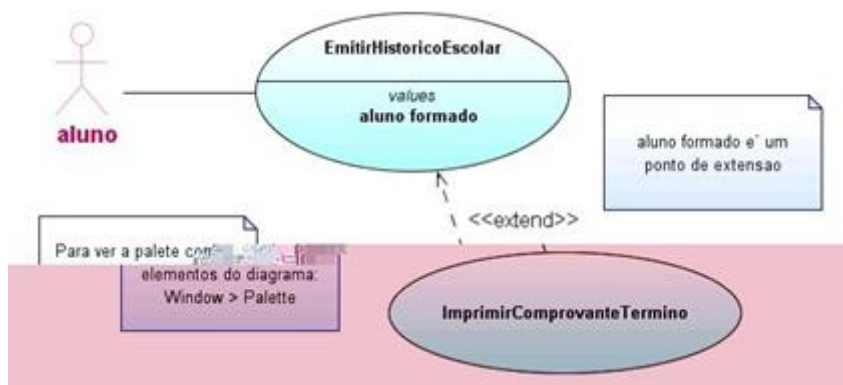 EmitirHistoricoEscolar
values
aluno formado
aluno
aluno formado e´ um
ponto de extensao
<<extend>>
Para ver a palete com
elementos do diagrama:
Window > Palette
ImprimirComprovanteTermino